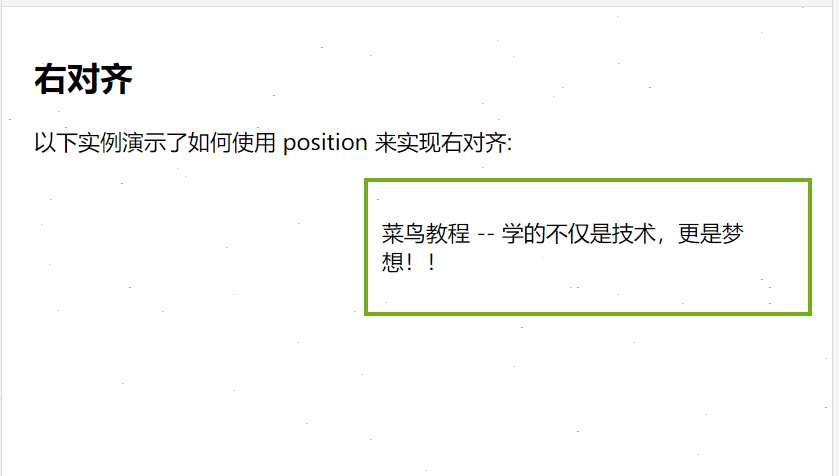 右对齐
以下实例演示了如何使用 position 来实现右对齐:
菜鸟教程 -- 学的不仅是技术，更是梦
想！！